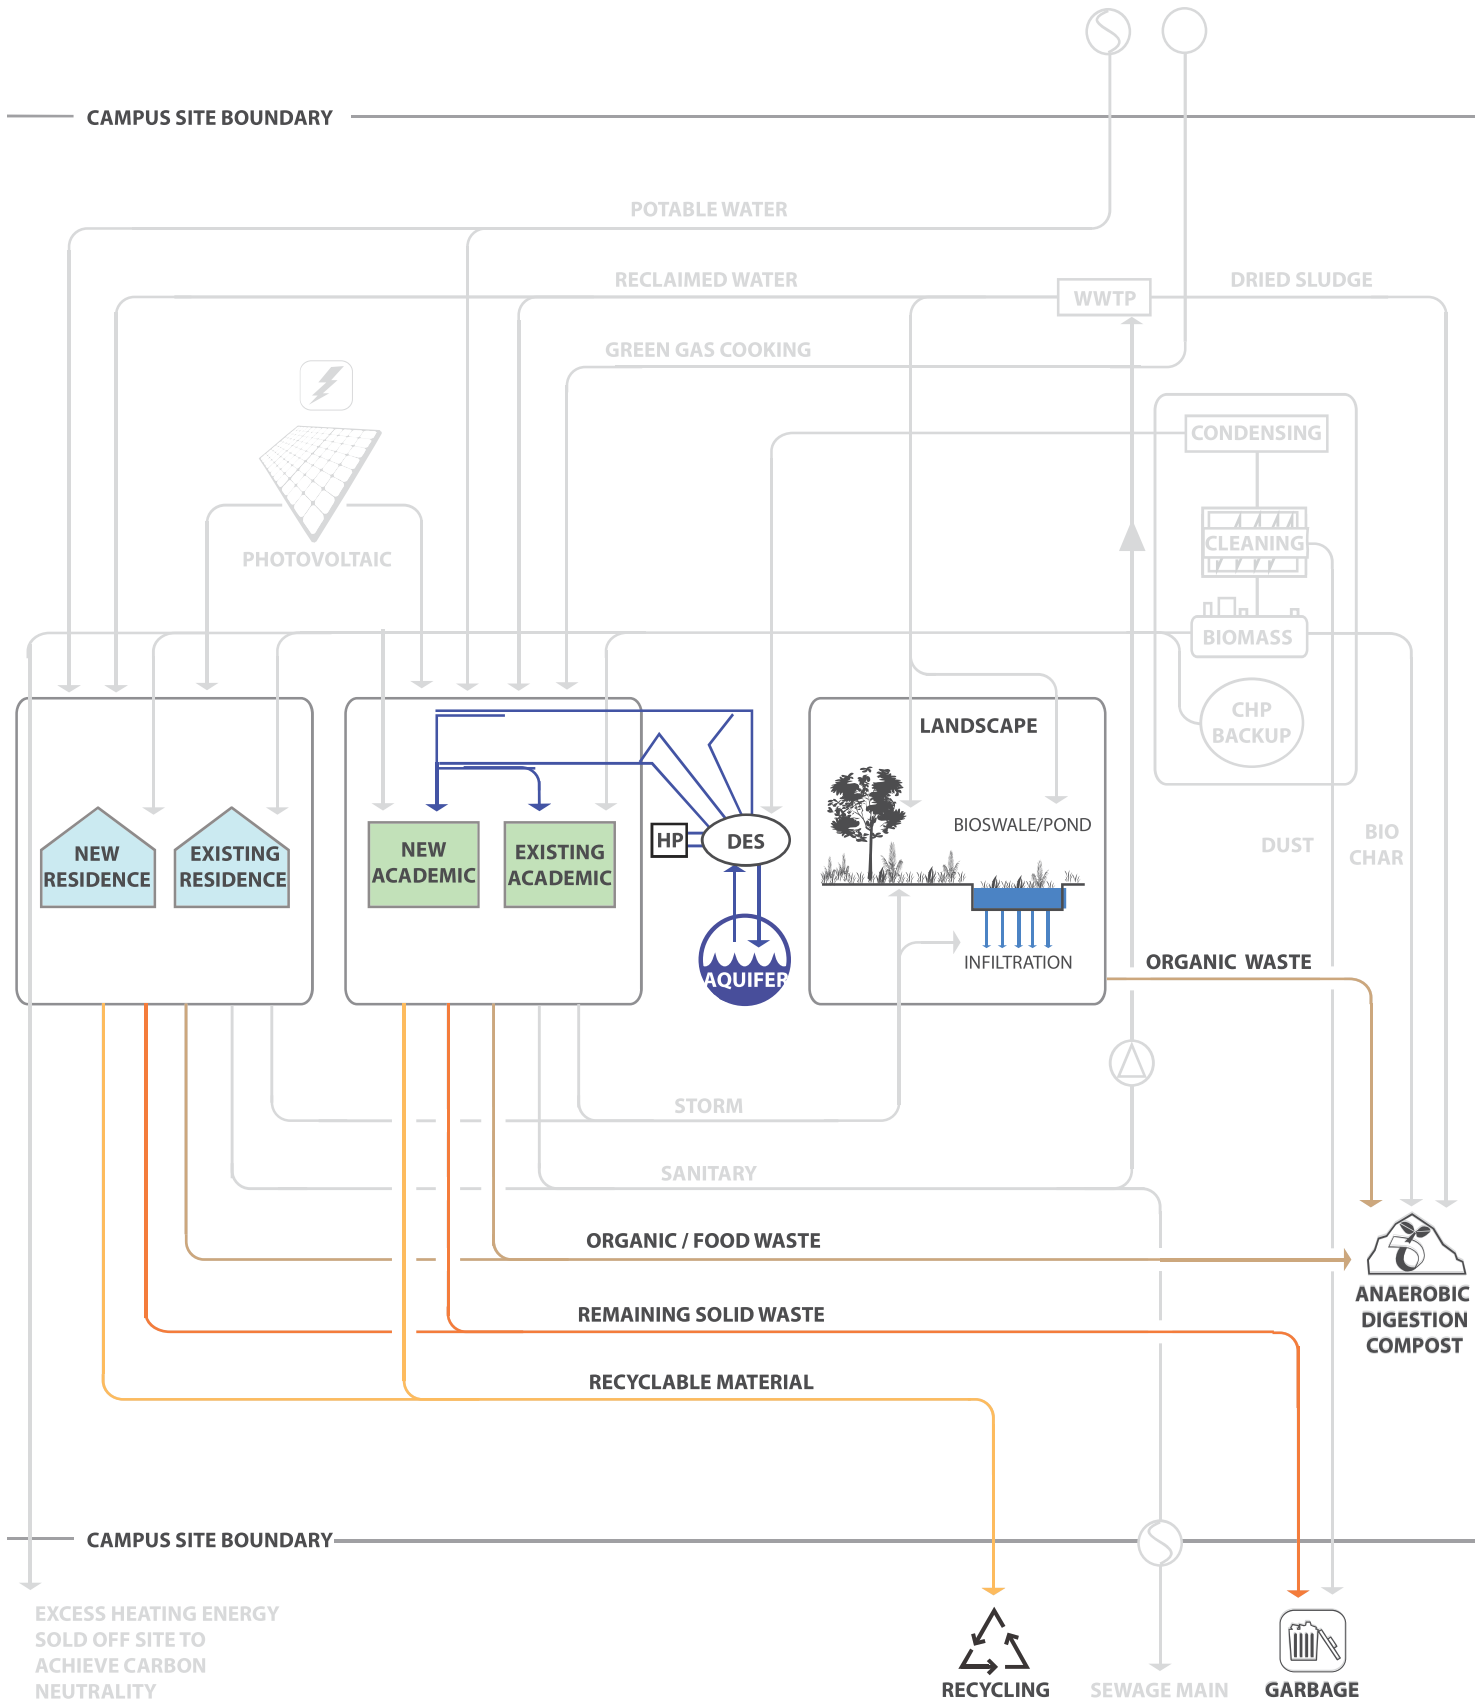 CAMPUS SITE BOUNDARY
POTABLE WATER
RECLAIMED WATER
WWTP
DRIED SLUDGE
GREEN GAS COOKING
CONDENSING
CLEANING
PHOTOVOLTAIC
BIOMASS
CHP
BACKUP
LANDSCAPE
BIOSWALE/POND
HP
DES
NEW
RESIDENCE
EXISTING
RESIDENCE
NEW
ACADEMIC
EXISTING
ACADEMIC
DUST
BIO
CHAR
AQUIFER
INFILTRATION
ORGANIC WASTE
STORM
SANITARY
ORGANIC / FOOD WASTE
REMAINING SOLID WASTE
RECYCLABLE MATERIAL
ANAEROBIC
DIGESTION
COMPOST
CAMPUS SITE BOUNDARY
EXCESS HEATING ENERGY
SOLD OFF SITE TO
ACHIEVE CARBON
NEUTRALITY
RECYCLING
SEWAGE MAIN
GARBAGE